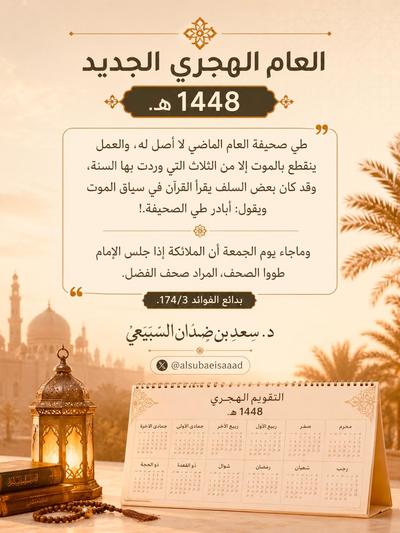 العام الهجري الجديد
1448 هـ.
طي صحيفة العام الماضي لا أصل له، والعمل
ينقطع بالموت إلا من الثلاث التي وردت بها السنة،
وقد كان بعض السلف يقرأ القرآن في سياق الموت
ويقول: أبادر طي الصحيفة.!
وماجاء يوم الجمعة أن الملائكة إذا جلس الإمام
طووا الصحف، المراد صحف الفضل.
بدائع الفوائد 174/3.
د. سعد بن ضيدان السبيعي
@alsubaeisaaad
التقويم الهجري
1448 هـ.
محرم صفر ربيع الأول ربيع الآخر جمادى الأولى جمادى الآخرة
رجب شعبان رمضان شوال ذو القعدة ذو الحجة